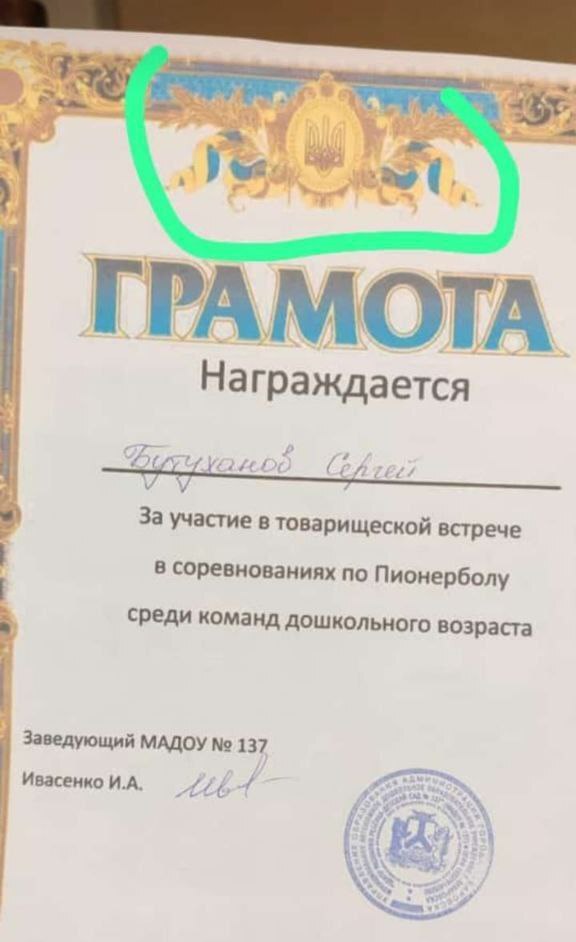 ГРАМОТА
Награждается
Бутуханов Сергей
За участие в товарищеской встрече
в соревнованиях по Пионерболу
среди команд дошкольного возраста
Заведующий МАДОУ № 137
Ивасенко И.А.